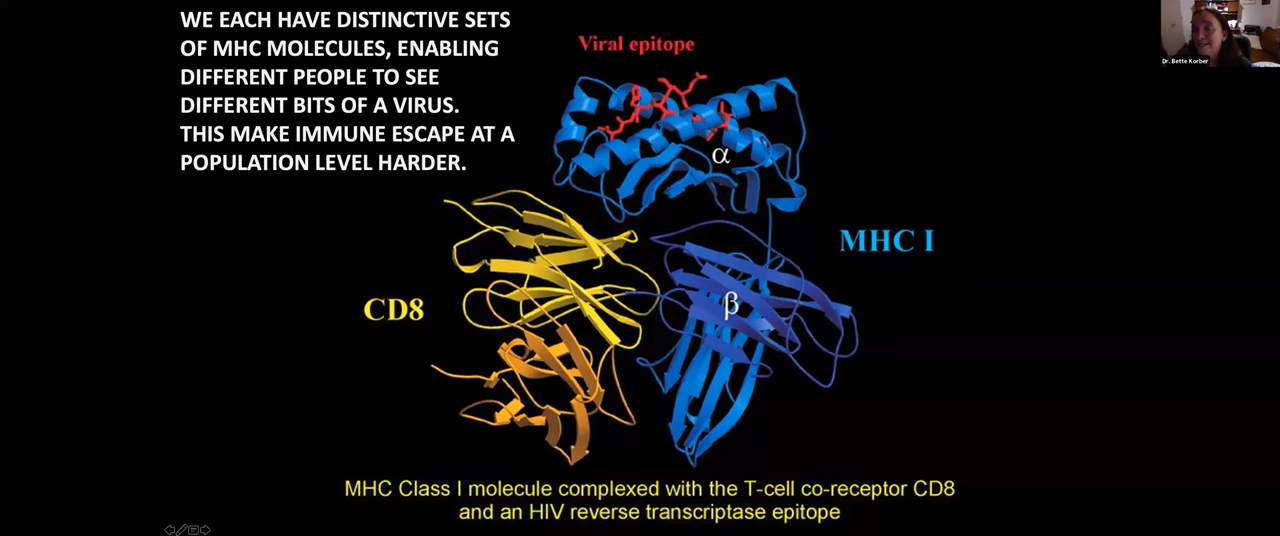 WE EACH HAVE DISTINCTIVE SETS
OF MHC MOLECULES, ENABLING
DIFFERENT PEOPLE TO SEE
DIFFERENT BITS OF A VIRUS.
THIS MAKE IMMUNE ESCAPE AT A
POPULATION LEVEL HARDER.
Viral epitope
Dr. Bette Korber
α
MHC I
β
CD8
MHC Class I molecule complexed with the T-cell co-receptor CD8
and an HIV reverse transcriptase epitope